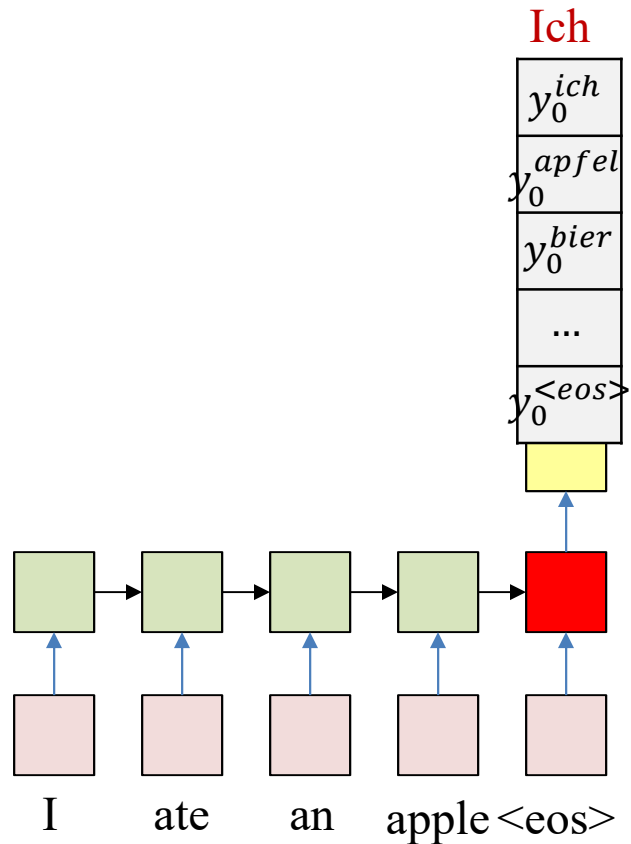 Ich
y_0^{ich}
y_0^{apfel}
y_0^{bier}
...
y_0^{<eos>}
I ate an apple <eos>